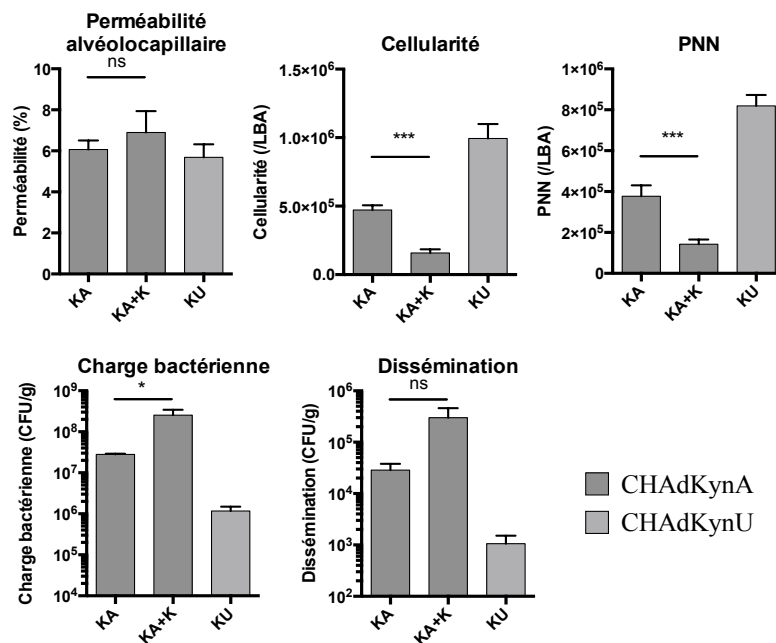 Perméabilité
alvéolocapillaire
ns
Perméabilité (%)
10
8
6
4
2
0
KA
KA+K
KU
Cellularité
***
Cellularité (/LBA)
1.5×10⁶
1.0×10⁶
5.0×10⁵
0.0
KA
KA+K
KU
PNN
***
PNN (/LBA)
1×10⁶
8×10⁵
6×10⁵
4×10⁵
2×10⁵
0
KA
KA+K
KU
Charge bactérienne
*
Charge bactérienne (CFU/g)
10⁹
10⁸
10⁷
10⁶
10⁵
10⁴
KA
KA+K
KU
Dissémination
ns
Dissémination (CFU/g)
10⁶
10⁵
10⁴
10³
10²
KA
KA+K
KU
CHAdKynA
CHAdKynU